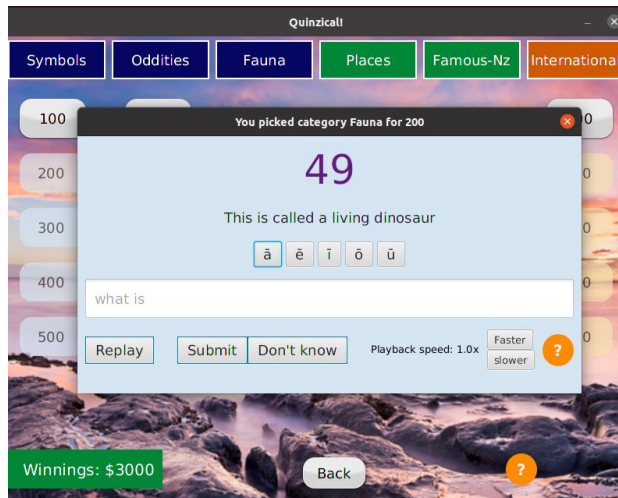 Quinzical!
Symbols Oddities Fauna Places Famous-Nz Internationa
100
You picked category Fauna for 200
200
49
This is called a living dinosaur
300
ā ē ī ō ū
400
what is
500
Replay Submit Don't know Playback speed: 1.0x Faster slower ?
Winnings: $3000
Back
?